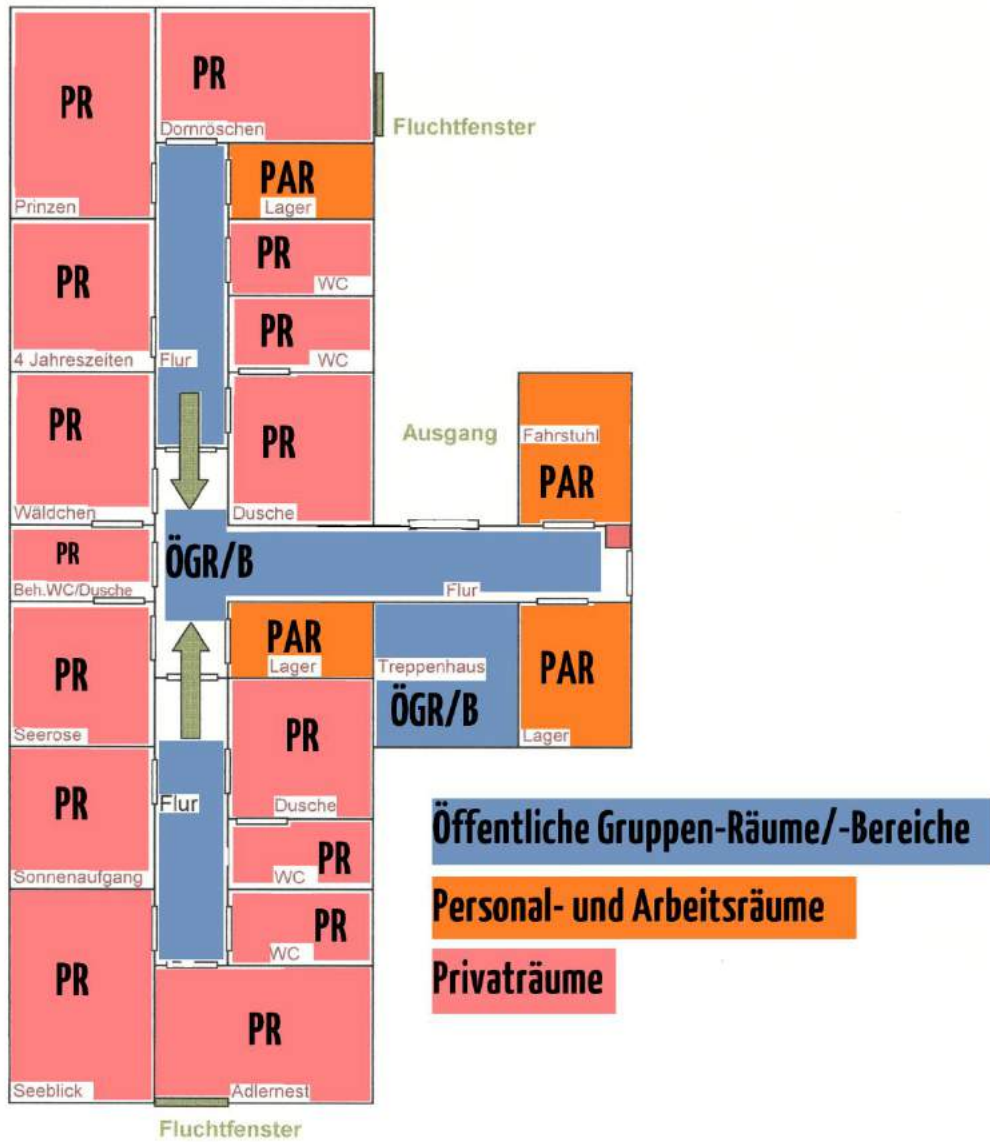 PR
PR
Dornröschen
Fluchtfenster
Prinzen
PAR
Lager
PR
PR
WC
4 Jahreszeiten
Flur
PR
WC
PR
Wäldchen
PR
Dusche
Ausgang
Fahrstuhl
PAR
PR
Beh.WC/Dusche
ÖGR/B
Flur
PR
Seerose
PAR
Lager
Treppenhaus
ÖGR/B
PAR
Lager
PR
Sonnenaufgang
Flur
PR
Dusche
PR
WC
PR
WC
PR
Seeblick
PR
Adlernest
Fluchtfenster
Öffentliche Gruppen-Räume/-Bereiche
Personal- und Arbeitsräume
Privaträume